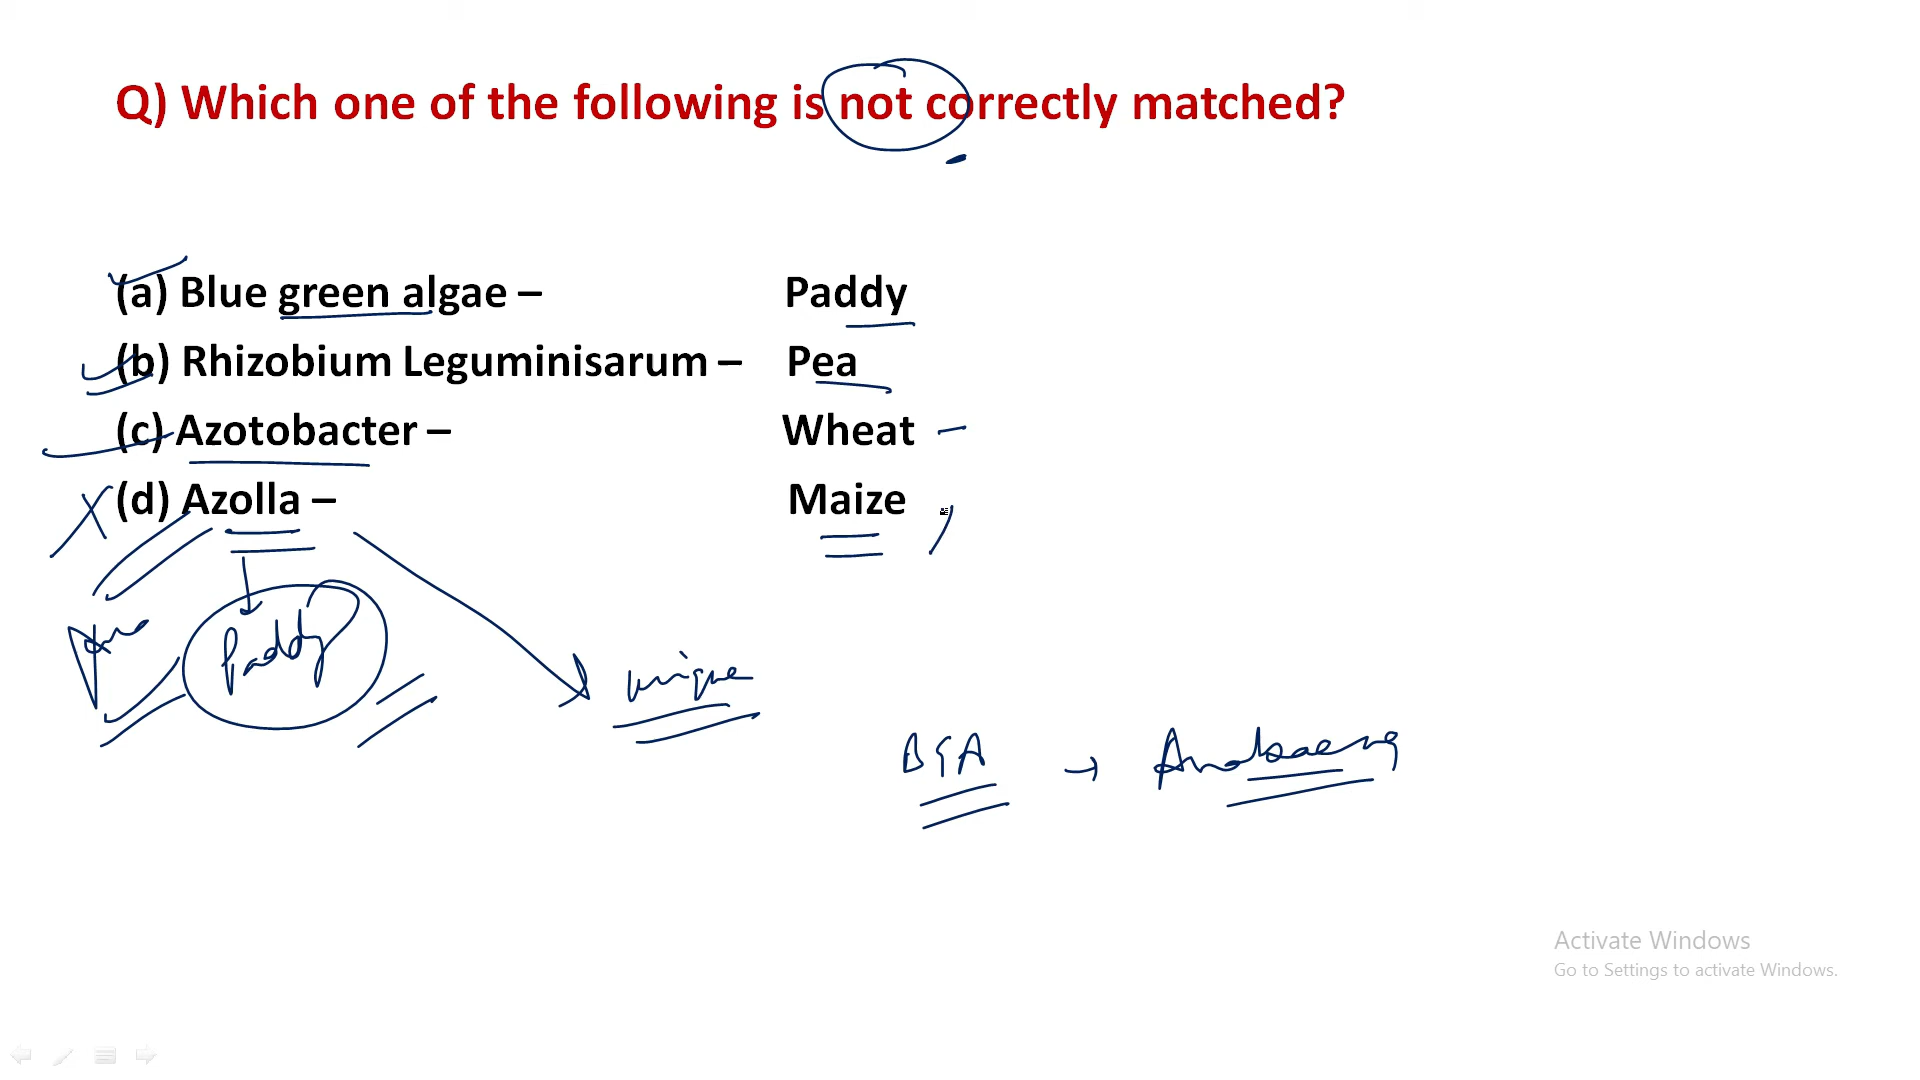 Q) Which one of the following is not correctly matched?
(a) Blue green algae – Paddy
(b) Rhizobium Leguminisarum – Pea
(c) Azotobacter – Wheat
(d) Azolla – Maize
Paddy
unique
BGA → Anabaena
Activate Windows
Go to Settings to activate Windows.